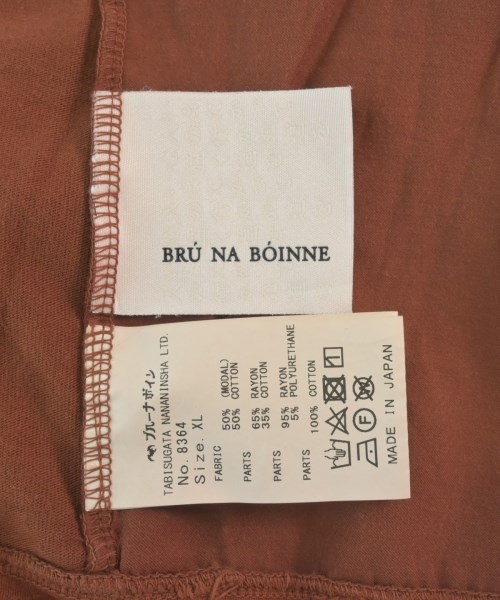 BRÚ NA BÓINNE
ブルーナボイン
TABISUGATA NANANINSHA LTD.
No. 8364
Size. XL
FABRIC 50% (MODAL)
50% COTTON
PARTS 65% RAYON
35% COTTON
PARTS 95% RAYON
5% POLYURETHANE
PARTS 100% COTTON
MADE IN JAPAN